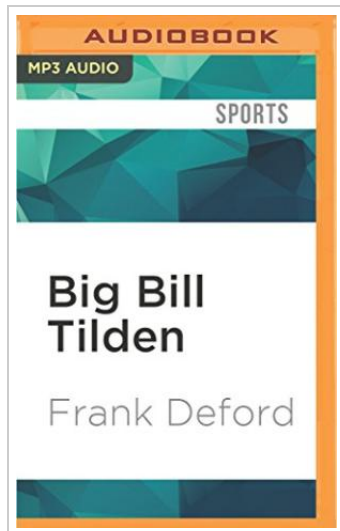 AUDIOBOOK
MP3 AUDIO
SPORTS
Big Bill
Tilden
Frank Deford